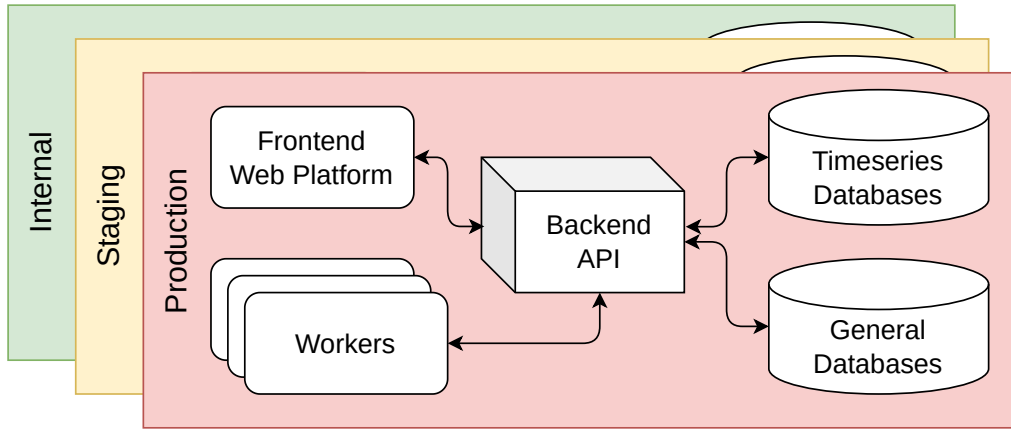 Internal
Staging
Production
Frontend
Web Platform
Workers
Backend
API
Timeseries
Databases
General
Databases